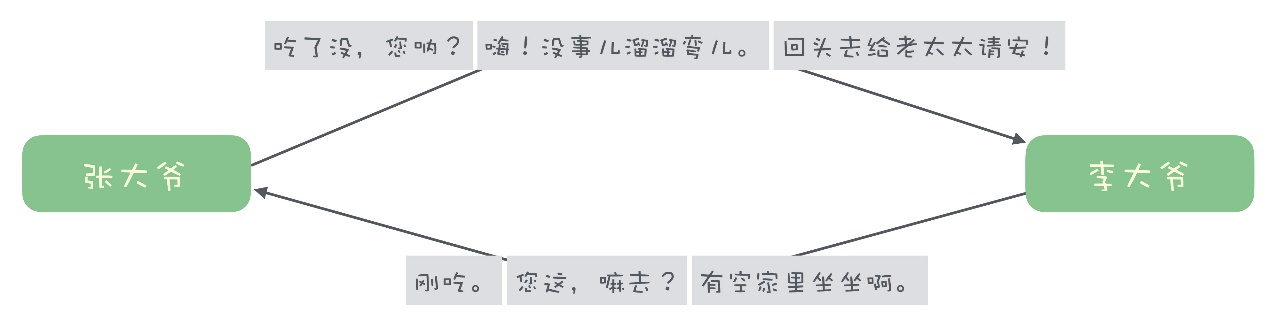 吃了没，您呐？ 嗨！没事儿溜溜弯儿。 回头去给老太太请安！
张大爷 李大爷
刚吃。 您这，嘛去？ 有空家里坐坐啊。